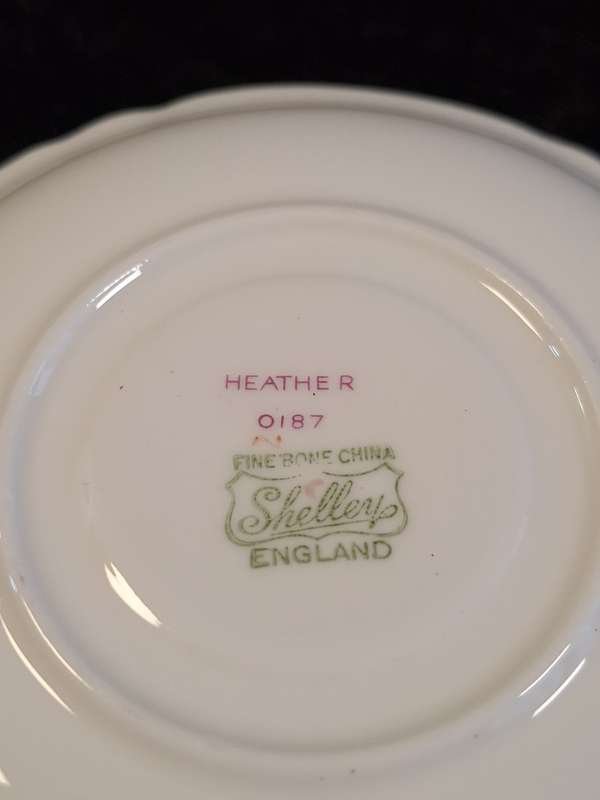 HEATHER
0187
FINE BONE CHINA
Shelley
ENGLAND